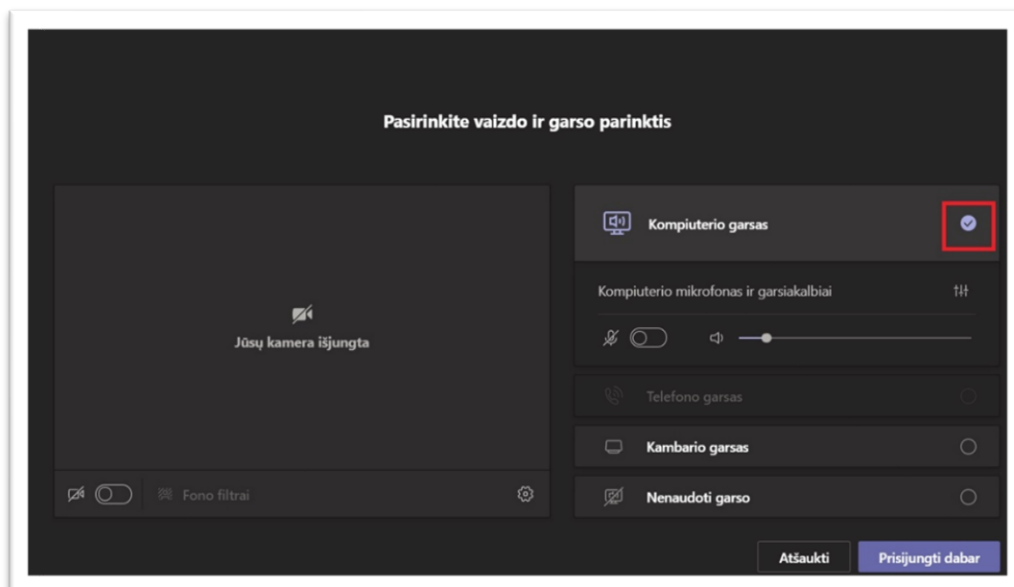 Pasirinkite vaizdo ir garso parinktis
Jūsų kamera išjungta
Fono filtrai
Kompiuterio garsas
Kompiuterio mikrofonas ir garsiakalbiai
Telefono garsas
Kambario garsas
Nenaudoti garso
Atšaukti
Prisijungti dabar